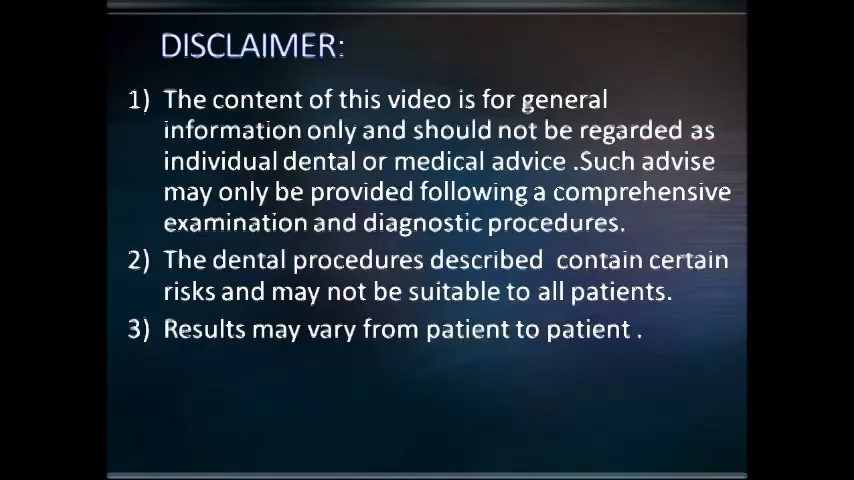 DISCLAIMER:
1) The content of this video is for general
information only and should not be regarded as
individual dental or medical advice .Such advise
may only be provided following a comprehensive
examination and diagnostic procedures.
2) The dental procedures described contain certain
risks and may not be suitable to all patients.
3) Results may vary from patient to patient .